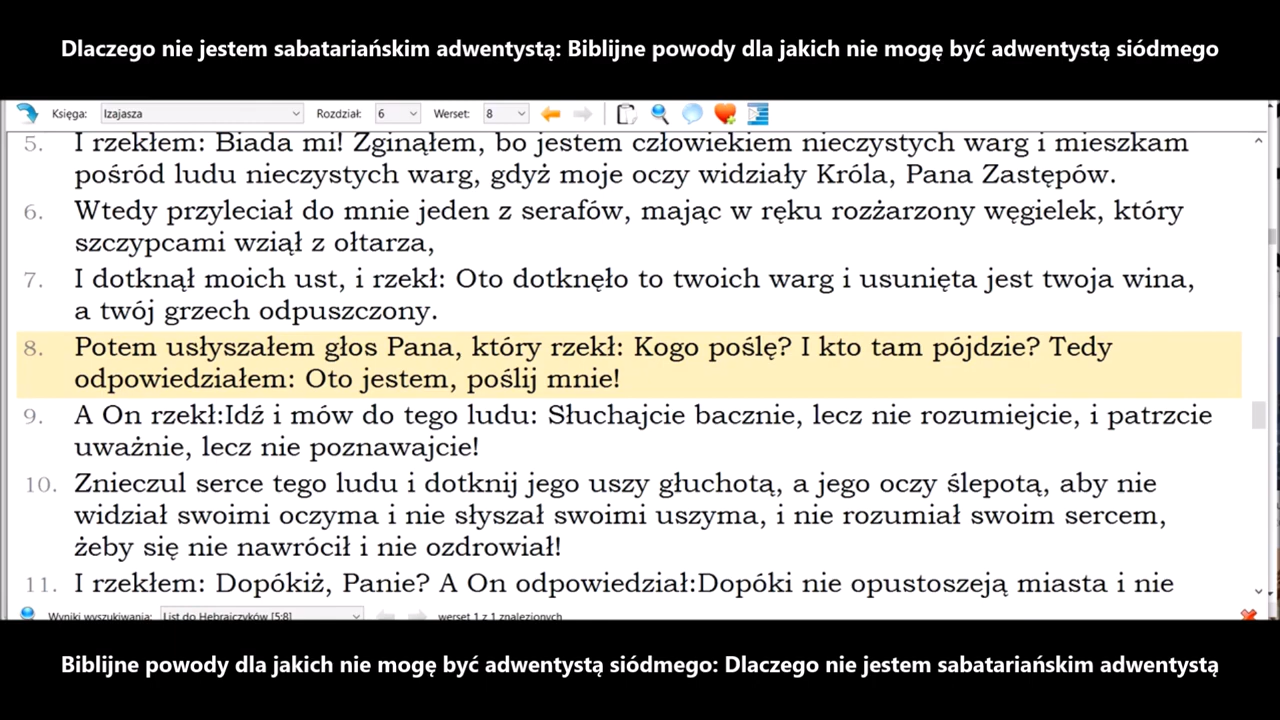 Dlaczego nie jestem sabatariańskim adwentystą: Biblijne powody dla jakich nie mogę być adwentystą siódmego
Księga: Izajasza Rozdział: 6 Werset: 8
5. I rzekłem: Biada mi! Zginąłem, bo jestem człowiekiem nieczystych warg i mieszkam
pośród ludu nieczystych warg, gdyż moje oczy widziały Króla, Pana Zastępów.
6. Wtedy przyleciał do mnie jeden z serafów, mając w ręku rozżarzony węgielek, który
szczypcami wziął z ołtarza,
7. I dotknął moich ust, i rzekł: Oto dotknęło to twoich warg i usunięta jest twoja wina,
a twój grzech odpuszczony.
8. Potem usłyszałem głos Pana, który rzekł: Kogo poślę? I kto tam pójdzie? Tedy
odpowiedziałem: Oto jestem, poślij mnie!
9. A On rzekł:Idź i mów do tego ludu: Słuchajcie bacznie, lecz nie rozumiejcie, i patrzcie
uważnie, lecz nie poznawajcie!
10. Znieczul serce tego ludu i dotknij jego uszy głuchotą, a jego oczy ślepotą, aby nie
widział swoimi oczyma i nie słyszał swoimi uszyma, i nie rozumiał swoim sercem,
żeby się nie nawrócił i nie ozdrowiał!
11. I rzekłem: Dopókiż, Panie? A On odpowiedział:Dopóki nie opustoszeją miasta i nie
Wyniki wyszukiwania: List do Hebrajczyków [5:8] werset 1 z 1 znalezionych
Biblijne powody dla jakich nie mogę być adwentystą siódmego: Dlaczego nie jestem sabatariańskim adwentystą